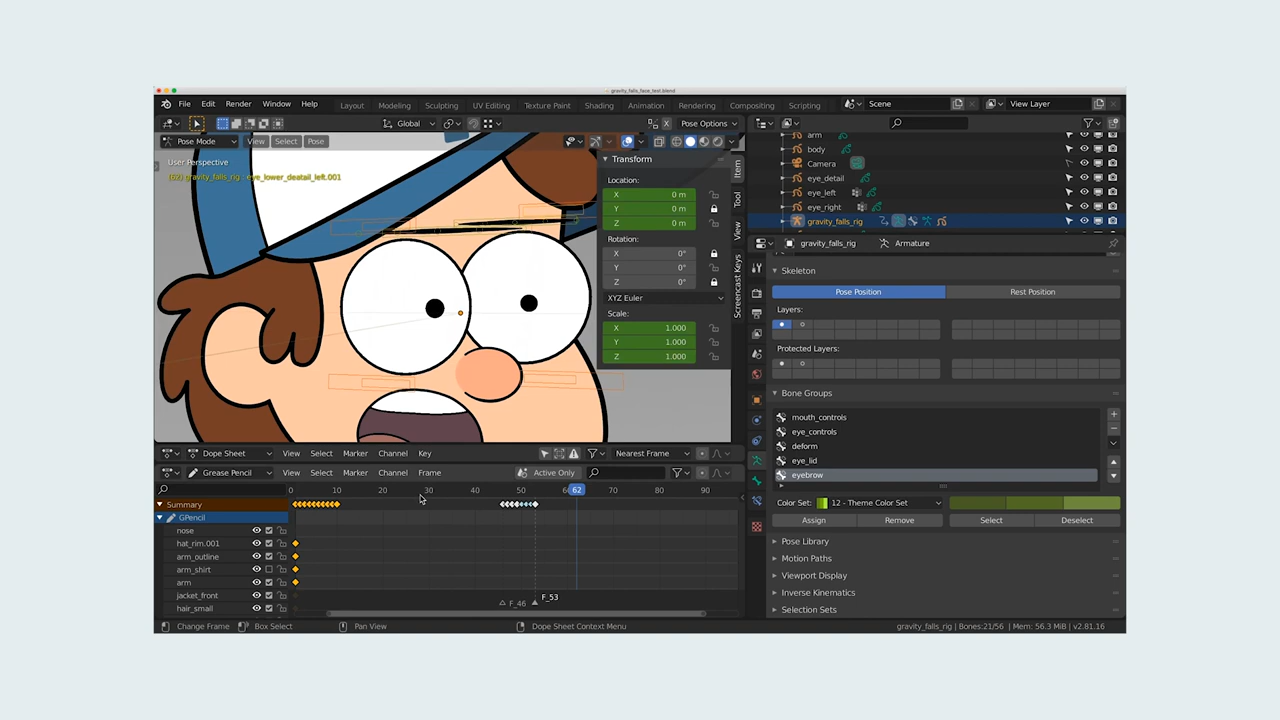 gravity_falls_face_test.blend
File Edit Render Window Help Layout Modeling Sculpting UV Editing Texture Paint Shading Animation Rendering Compositing Scripting Scene View Layer
Global Pose Options
Pose Mode View Select Pose
User Perspective
(62) gravity_falls_rig : eye_lower_deatail_left.001
Transform
Location:
X 0 m
Y 0 m
Z 0 m
Rotation:
X 0°
Y 0°
Z 0°
XYZ Euler
Scale:
X 1.000
Y 1.000
Z 1.000
Item
Tool
View
Screencast Keys
arm
body
Camera
eye_detail
eye_left
eye_right
gravity_falls_rig
gravity_falls_rig Armature
Skeleton
Pose Position Rest Position
Layers:
Protected Layers:
Bone Groups
mouth_controls
eye_controls
deform
eye_lid
eyebrow
Color Set: 12 - Theme Color Set
Assign Remove Select Deselect
Pose Library
Motion Paths
Viewport Display
Inverse Kinematics
Selection Sets
Dope Sheet View Select Marker Channel Key Nearest Frame
Grease Pencil View Select Marker Channel Frame Active Only
0 10 20 30 40 50 62 70 80 90
Summary
GPencil
nose
hat_rim.001
arm_outline
arm_shirt
arm
jacket_front
hair_small
F_46
F_53
Change Frame Box Select Pan View Dope Sheet Context Menu gravity_falls_rig | Bones:21/56 | Mem: 56.3 MiB | v2.81.16